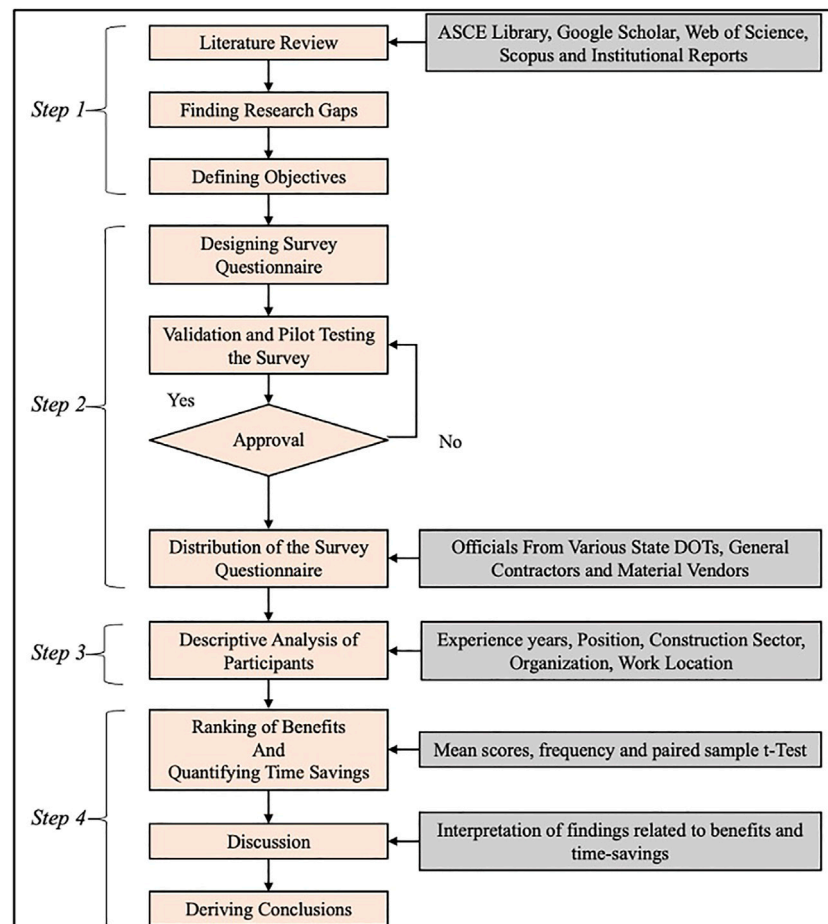 Literature Review
ASCE Library, Google Scholar, Web of Science,
Scopus and Institutional Reports
Step 1
Finding Research Gaps
Defining Objectives
Designing Survey
Questionnaire
Validation and Pilot Testing
the Survey
Step 2
Yes
Approval
No
Distribution of the Survey
Questionnaire
Officials From Various State DOTs, General
Contractors and Material Vendors
Step 3
Descriptive Analysis of
Participants
Experience years, Position, Construction Sector,
Organization, Work Location
Ranking of Benefits
And
Quantifying Time Savings
Mean scores, frequency and paired sample t-Test
Step 4
Discussion
Interpretation of findings related to benefits and
time-savings
Deriving Conclusions